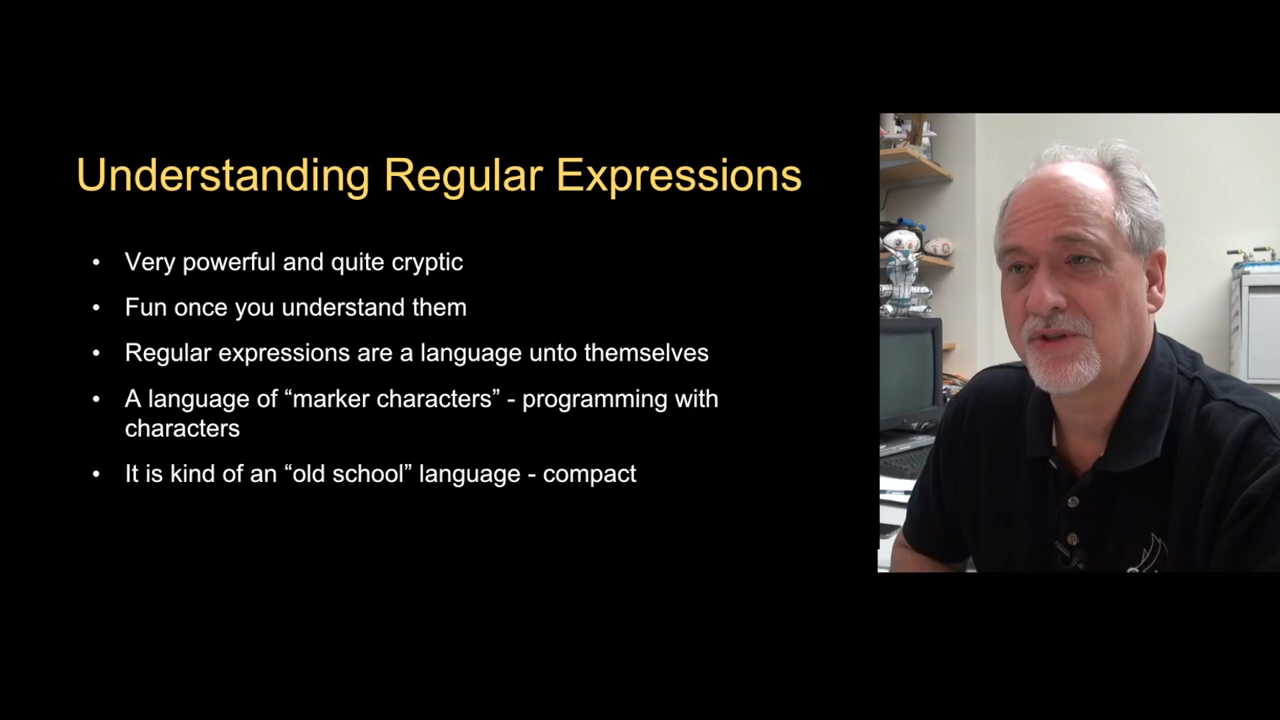 Understanding Regular Expressions
• Very powerful and quite cryptic
• Fun once you understand them
• Regular expressions are a language unto themselves
• A language of “marker characters” - programming with
characters
• It is kind of an “old school” language - compact